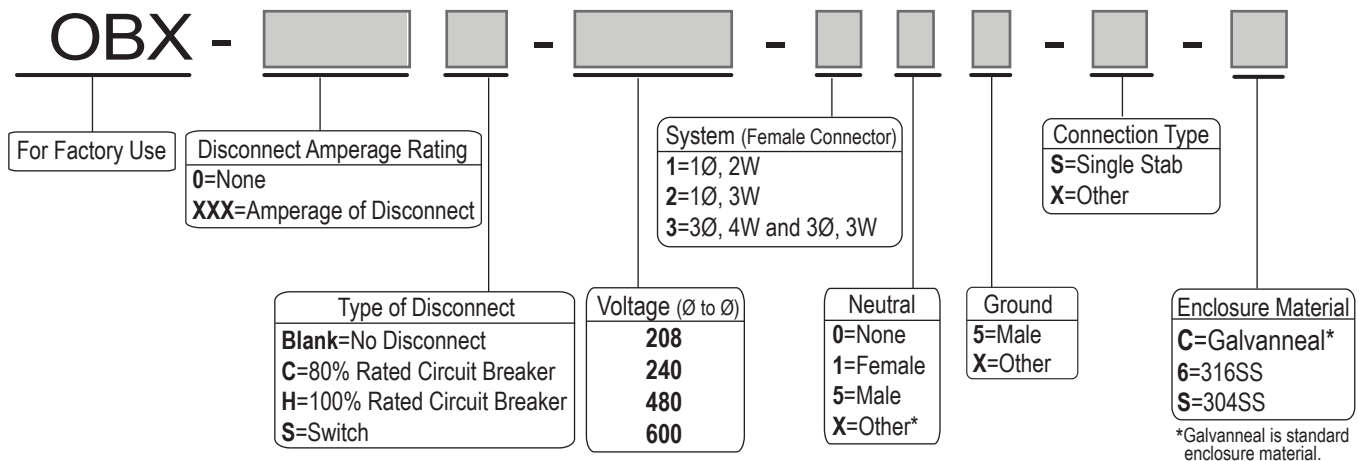 OBX - - - - -
For Factory Use
Disconnect Amperage Rating
0=None
XXX=Amperage of Disconnect
System (Female Connector)
1=1Ø, 2W
2=1Ø, 3W
3=3Ø, 4W and 3Ø, 3W
Connection Type
S=Single Stab
X=Other
Type of Disconnect
Blank=No Disconnect
C=80% Rated Circuit Breaker
H=100% Rated Circuit Breaker
S=Switch
Voltage (Ø to Ø)
208
240
480
600
Neutral
0=None
1=Female
5=Male
X=Other*
Ground
5=Male
X=Other
Enclosure Material
C=Galvanneal*
6=316SS
S=304SS
*Galvanneal is standard
enclosure material.